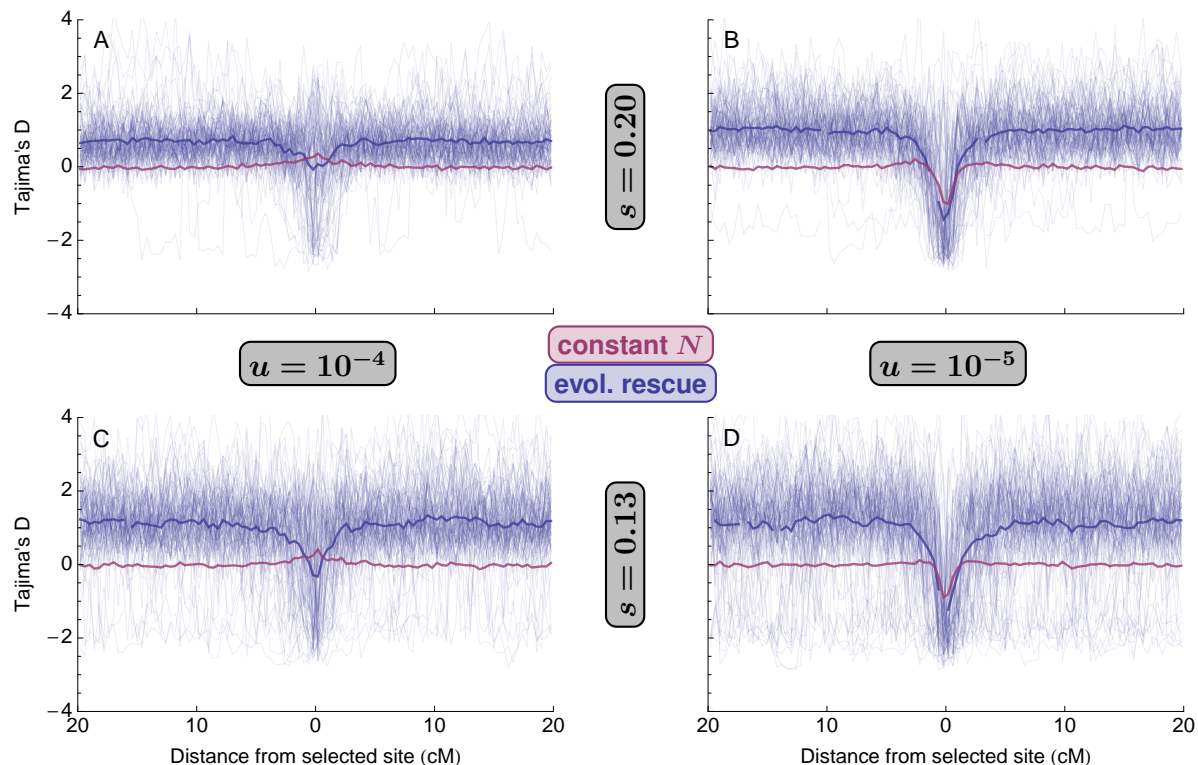 A
B
4
2
0
−2
−4
Tajima's D
s = 0.20
u = 10⁻⁴
constant N
evol. rescue
u = 10⁻⁵
C
D
4
2
0
−2
−4
Tajima's D
s = 0.13
20 10 0 10 20
20 10 0 10 20
Distance from selected site (cM)
Distance from selected site (cM)